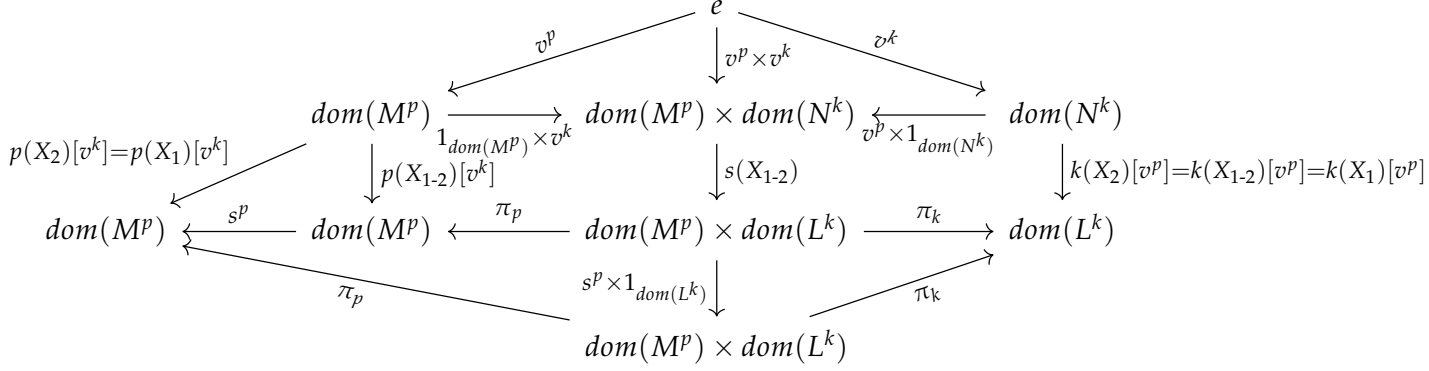 e
v^p v^p × v^k v^k
dom(M^p) dom(M^p) × dom(N^k) dom(N^k)
1_{dom(M^p)} × v^k v^p × 1_{dom(N^k)}
p(X_2)[v^k]=p(X_1)[v^k] p(X_{1-2})[v^k] s(X_{1-2}) k(X_2)[v^p]=k(X_{1-2})[v^p]=k(X_1)[v^p]
s^p π_p π_k
dom(M^p) dom(M^p) dom(M^p) × dom(L^k) dom(L^k)
π_p s^p × 1_{dom(L^k)} π_k
dom(M^p) × dom(L^k)